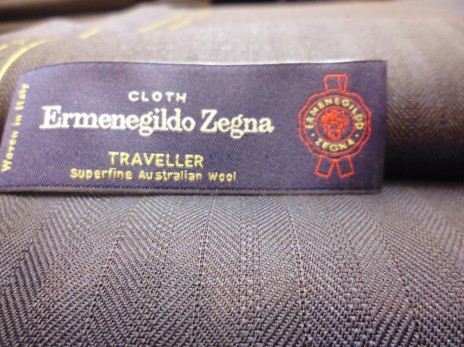 Woven in Italy
CLOTH
Ermenegildo Zegna
TRAVELLER
Superfine Australian Wool
ERMENEGILDO
ZEGNA